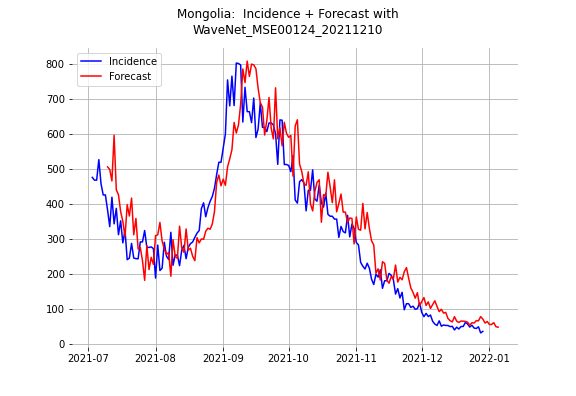 Mongolia:  Incidence + Forecast with
WaveNet_MSE00124_20211210
Incidence
Forecast
800
700
600
500
400
300
200
100
0
2021-07 2021-08 2021-09 2021-10 2021-11 2021-12 2022-01